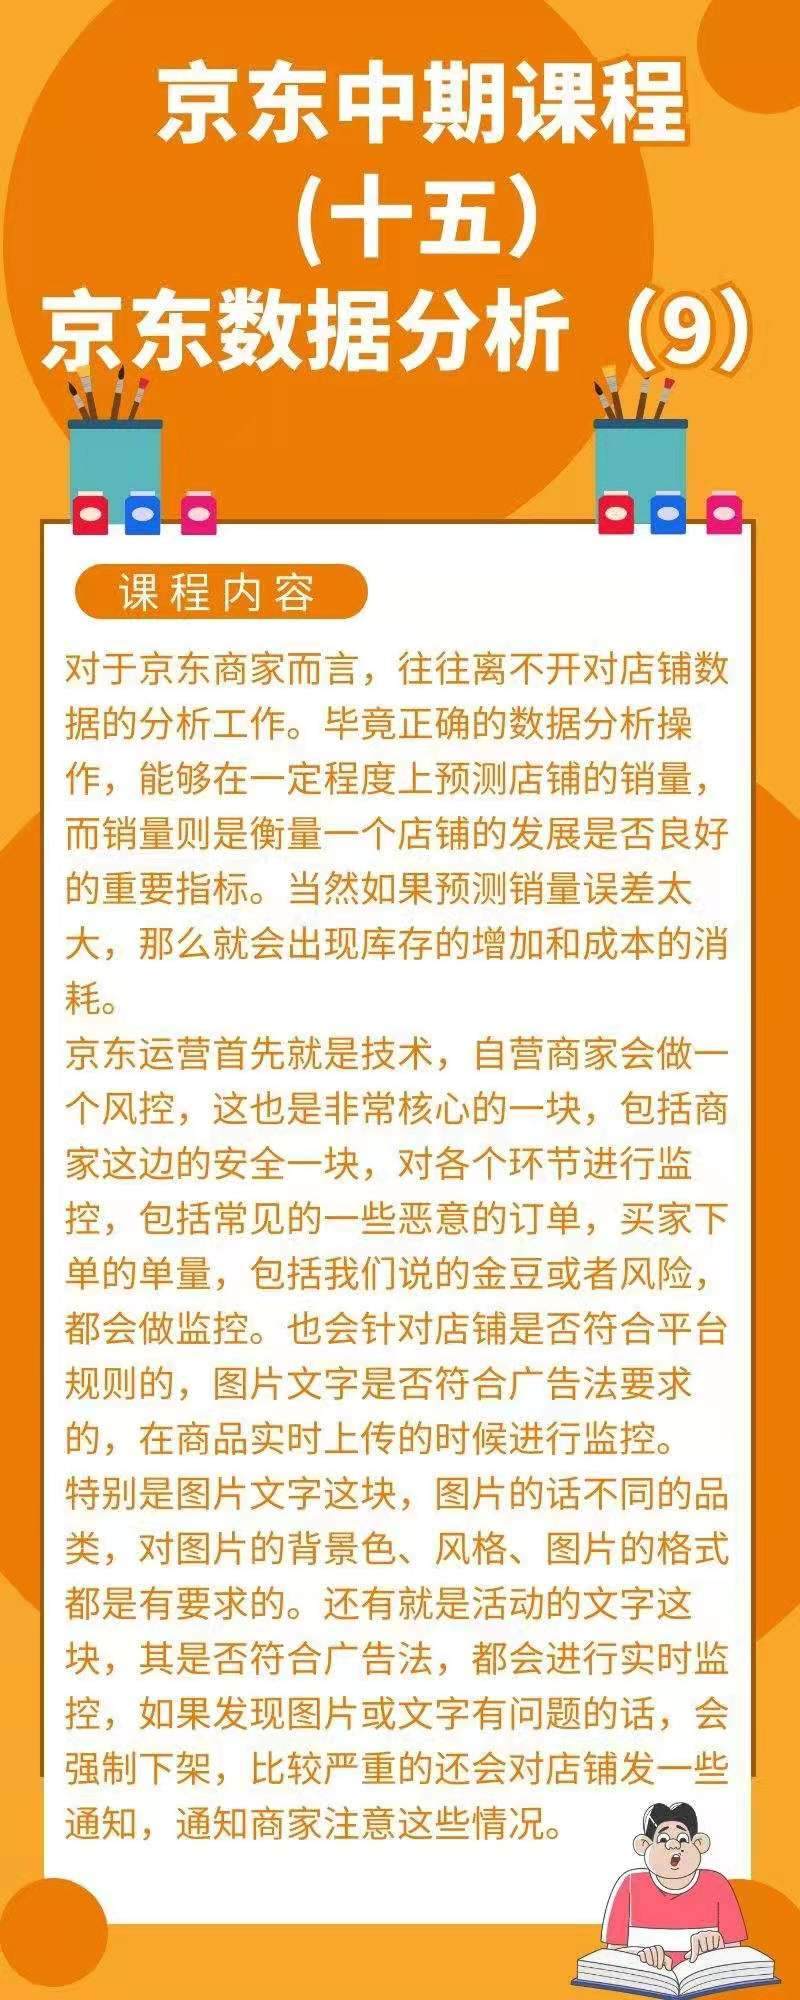 京东中期课程
(十五）
京东数据分析（9）
课程内容
对于京东商家而言，往往离不开对店铺数
据的分析工作。毕竟正确的数据分析操
作，能够在一定程度上预测店铺的销量，
而销量则是衡量一个店铺的发展是否良好
的重要指标。当然如果预测销量误差太
大，那么就会出现库存的增加和成本的消
耗。
京东运营首先就是技术，自营商家会做一
个风控，这也是非常核心的一块，包括商
家这边的安全一块，对各个环节进行监
控，包括常见的一些恶意的订单，买家下
单的单量，包括我们说的金豆或者风险，
都会做监控。也会针对店铺是否符合平台
规则的，图片文字是否符合广告法要求
的，在商品实时上传的时候进行监控。
特别是图片文字这块，图片的话不同的品
类，对图片的背景色、风格、图片的格式
都是有要求的。还有就是活动的文字这
块，其是否符合广告法，都会进行实时监
控，如果发现图片或文字有问题的话，会
强制下架，比较严重的还会对店铺发一些
通知，通知商家注意这些情况。